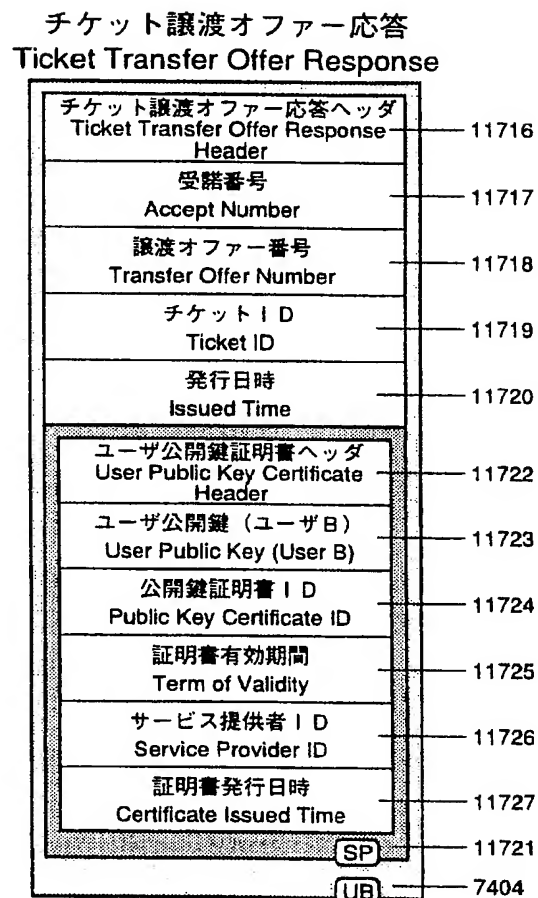 チケット譲渡オファー応答
Ticket Transfer Offer Response
チケット譲渡オファー応答ヘッダ
Ticket Transfer Offer Response
Header
11716
受諾番号
Accept Number
11717
譲渡オファー番号
Transfer Offer Number
11718
チケットID
Ticket ID
11719
発行日時
Issued Time
11720
ユーザ公開鍵証明書ヘッダ
User Public Key Certificate
Header
11722
ユーザ公開鍵（ユーザB）
User Public Key (User B)
11723
公開鍵証明書ID
Public Key Certificate ID
11724
証明書有効期間
Term of Validity
11725
サービス提供者ID
Service Provider ID
11726
証明書発行日時
Certificate Issued Time
11727
SP
11721
UB
7404